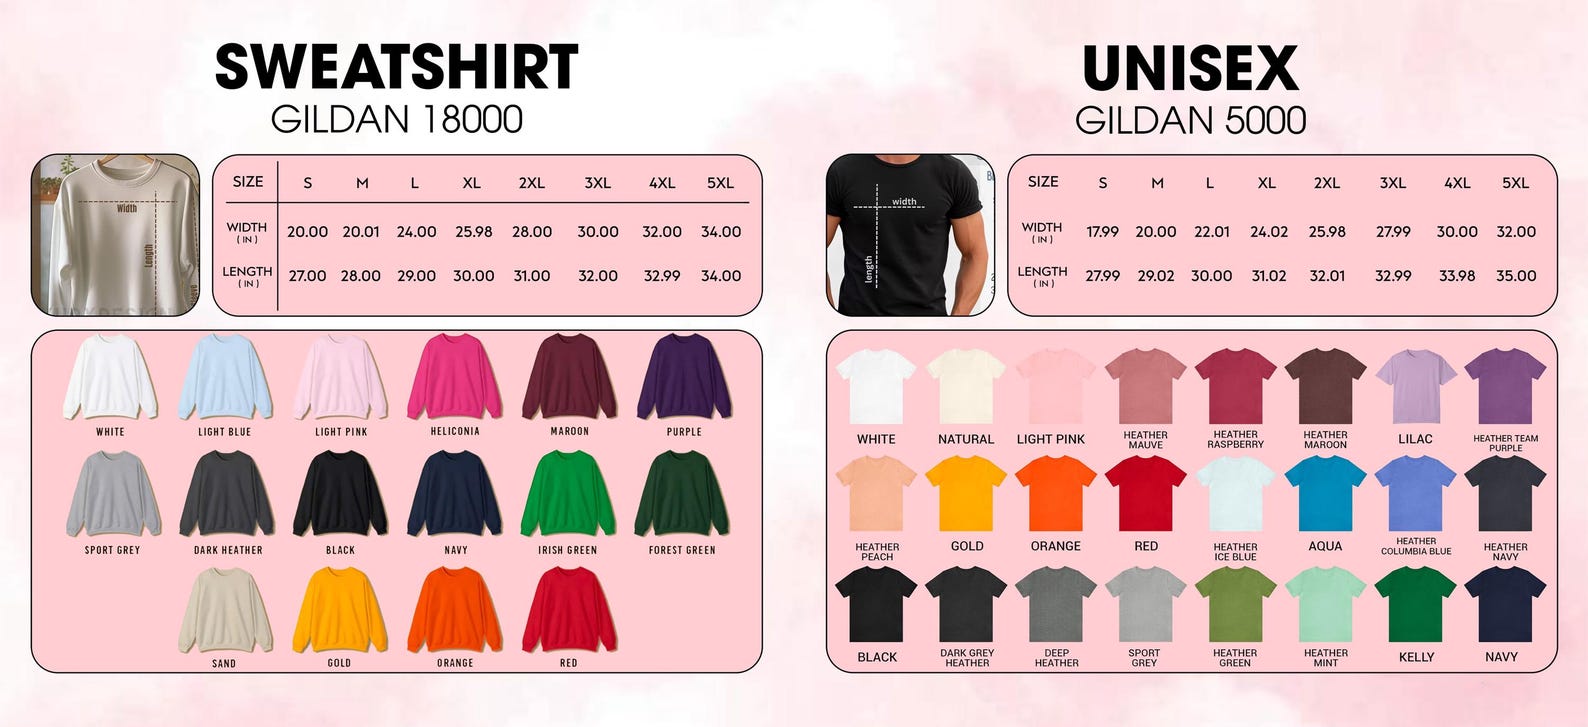 SWEATSHIRT
GILDAN 18000
Width
Length
SIZE S M L XL 2XL 3XL 4XL 5XL
WIDTH
( IN )
20.00 20.01 24.00 25.98 28.00 30.00 32.00 34.00
LENGTH
( IN )
27.00 28.00 29.00 30.00 31.00 32.00 32.99 34.00
WHITE LIGHT BLUE LIGHT PINK HELICONIA MAROON PURPLE
SPORT GREY DARK HEATHER BLACK NAVY IRISH GREEN FOREST GREEN
SAND GOLD ORANGE RED
UNISEX
GILDAN 5000
width
length
SIZE S M L XL 2XL 3XL 4XL 5XL
WIDTH
( IN )
17.99 20.00 22.01 24.02 25.98 27.99 30.00 32.00
LENGTH
( IN )
27.99 29.02 30.00 31.02 32.01 32.99 33.98 35.00
WHITE NATURAL LIGHT PINK
HEATHER
MAUVE
HEATHER
RASPBERRY
HEATHER
MAROON
LILAC
HEATHER TEAM
PURPLE
HEATHER
PEACH
GOLD ORANGE RED
HEATHER
ICE BLUE
AQUA
HEATHER
COLUMBIA BLUE
HEATHER
NAVY
BLACK
DARK GREY
HEATHER
DEEP
HEATHER
SPORT
GREY
HEATHER
GREEN
HEATHER
MINT
KELLY NAVY